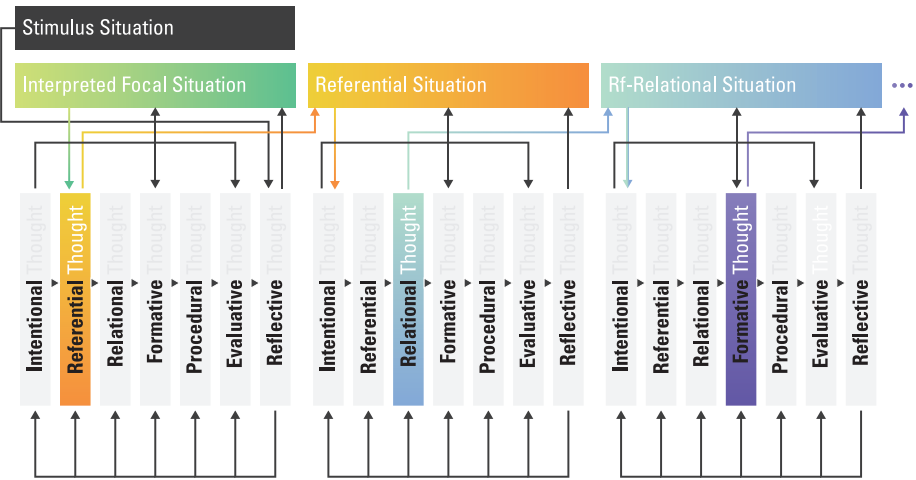 Stimulus Situation
Interpreted Focal Situation
Referential Situation
Rf-Relational Situation
...
Intentional Thought
Referential Thought
Relational Thought
Formative Thought
Procedural Thought
Evaluative Thought
Reflective Thought
Intentional Thought
Referential Thought
Relational Thought
Formative Thought
Procedural Thought
Evaluative Thought
Reflective Thought
Intentional Thought
Referential Thought
Relational Thought
Formative Thought
Procedural Thought
Evaluative Thought
Reflective Thought